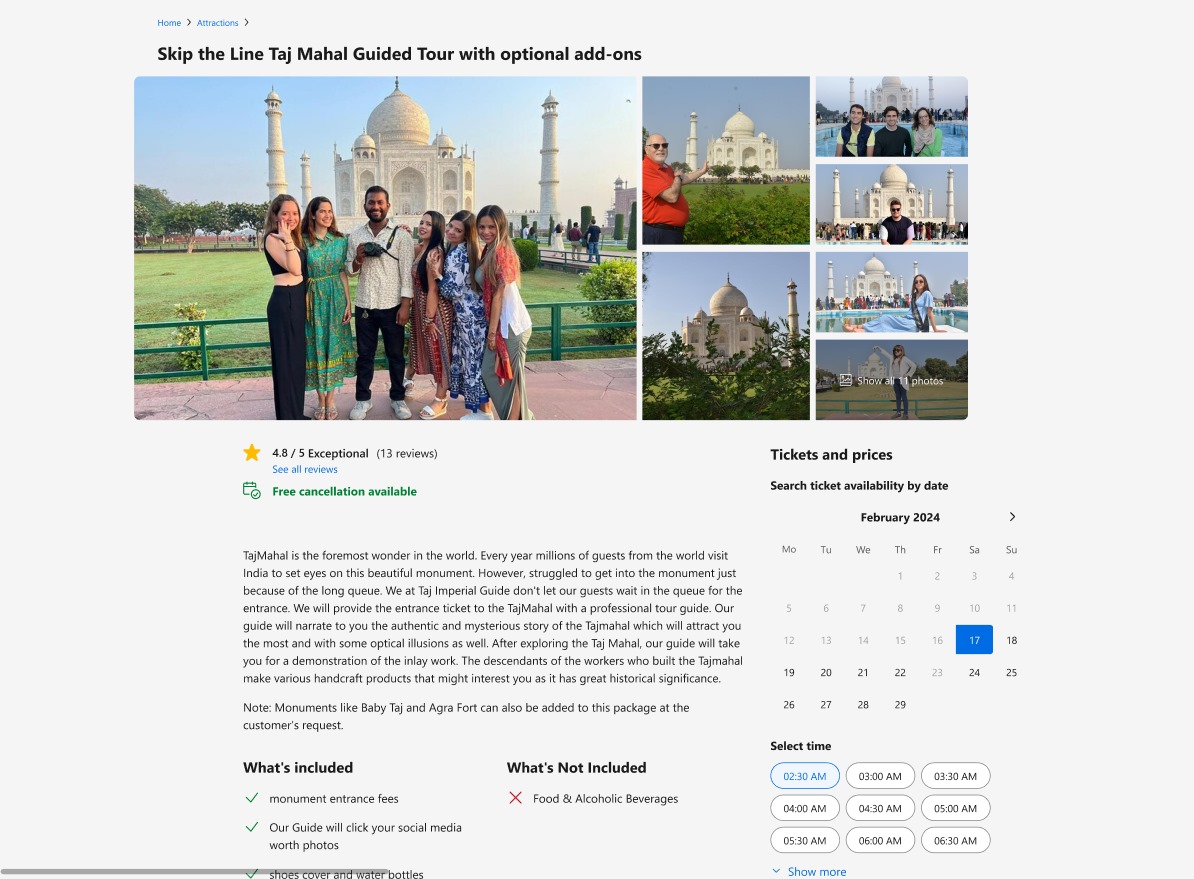 Home > Attractions >
Skip the Line Taj Mahal Guided Tour with optional add-ons
Show all 11 photos
4.8 / 5 Exceptional (13 reviews)
See all reviews
Free cancellation available
TajMahal is the foremost wonder in the world. Every year millions of guests from the world visit
India to set eyes on this beautiful monument. However, struggled to get into the monument just
because of the long queue. We at Taj Imperial Guide don't let our guests wait in the queue for the
entrance. We will provide the entrance ticket to the TajMahal with a professional tour guide. Our
guide will narrate to you the authentic and mysterious story of the Tajmahal which will attract you
the most and with some optical illusions as well. After exploring the Taj Mahal, our guide will take
you for a demonstration of the inlay work. The descendants of the workers who built the Tajmahal
make various handcraft products that might interest you as it has great historical significance.
Note: Monuments like Baby Taj and Agra Fort can also be added to this package at the
customer's request.
What's included
monument entrance fees
Our Guide will click your social media
worth photos
shoes cover and water bottles
What's Not Included
Food & Alcoholic Beverages
Tickets and prices
Search ticket availability by date
February 2024 >
Mo Tu We Th Fr Sa Su
1 2 3 4
5 6 7 8 9 10 11
12 13 14 15 16 17 18
19 20 21 22 23 24 25
26 27 28 29
Select time
02:30 AM 03:00 AM 03:30 AM
04:00 AM 04:30 AM 05:00 AM
05:30 AM 06:00 AM 06:30 AM
Show more